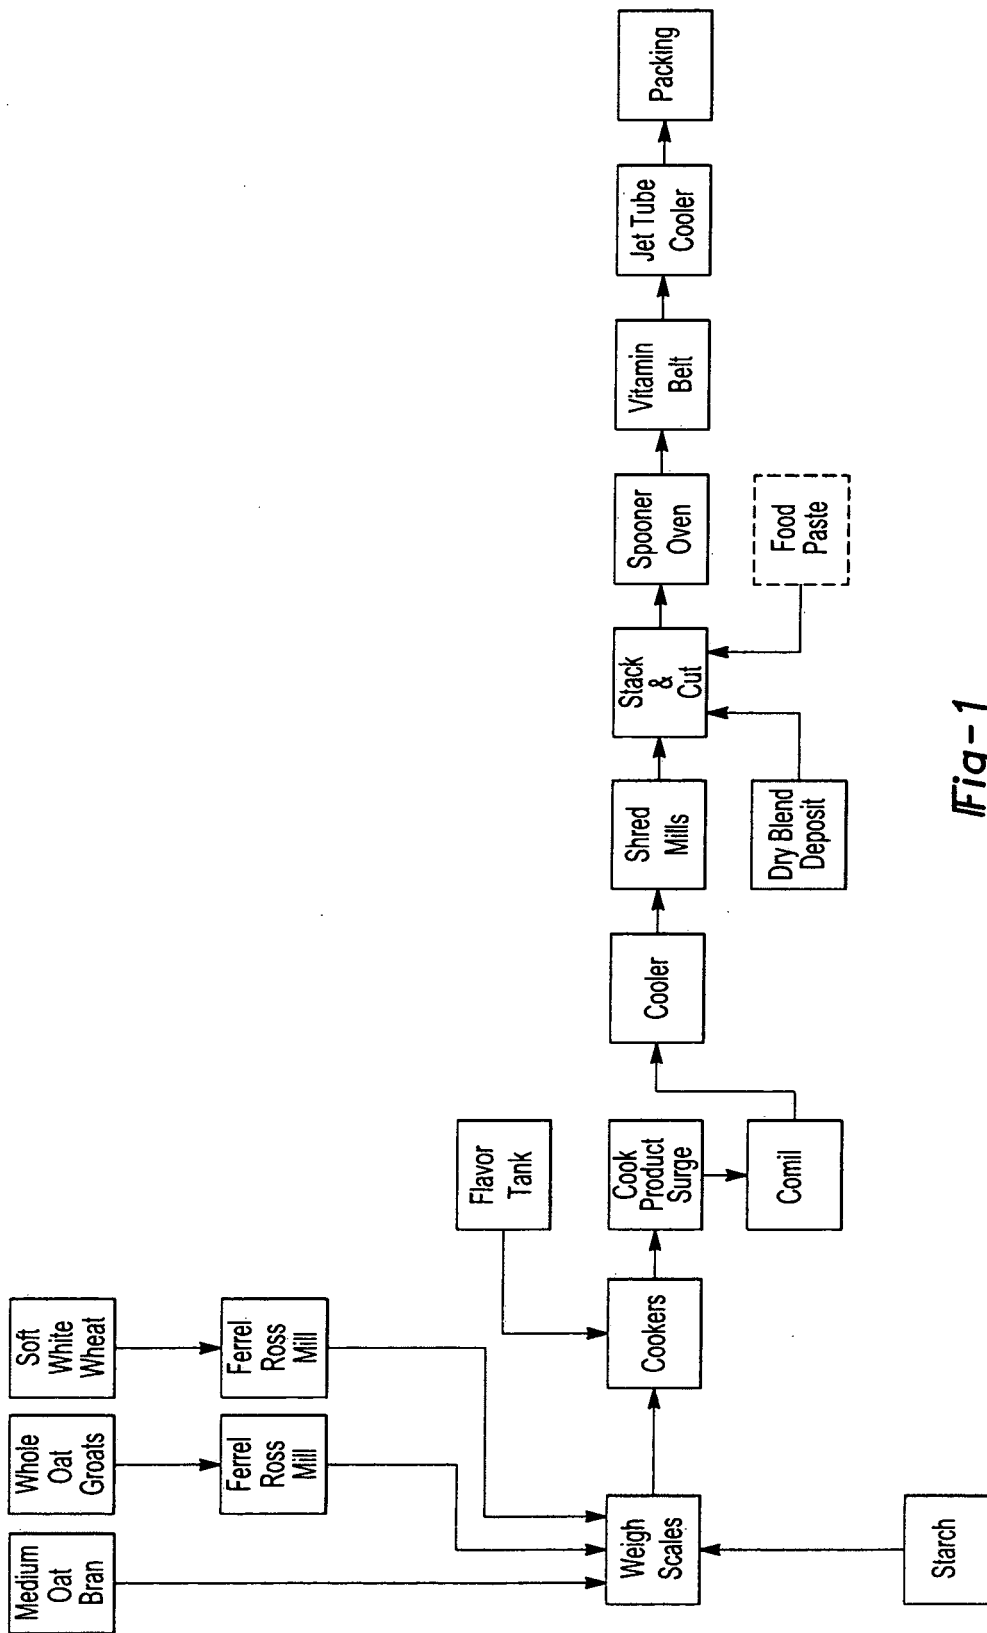 Medium
Oat
Bran
Whole
Oat
Groats
Soft
White
Wheat
Ferrel
Ross
Mill
Ferrel
Ross
Mill
Weigh
Scales
Starch
Flavor
Tank
Cookers
Cook
Product
Surge
Comil
Cooler
Shred
Mills
Stack
&
Cut
Dry Blend
Deposit
Food
Paste
Spooner
Oven
Vitamin
Belt
Jet Tube
Cooler
Packing
Fig-1